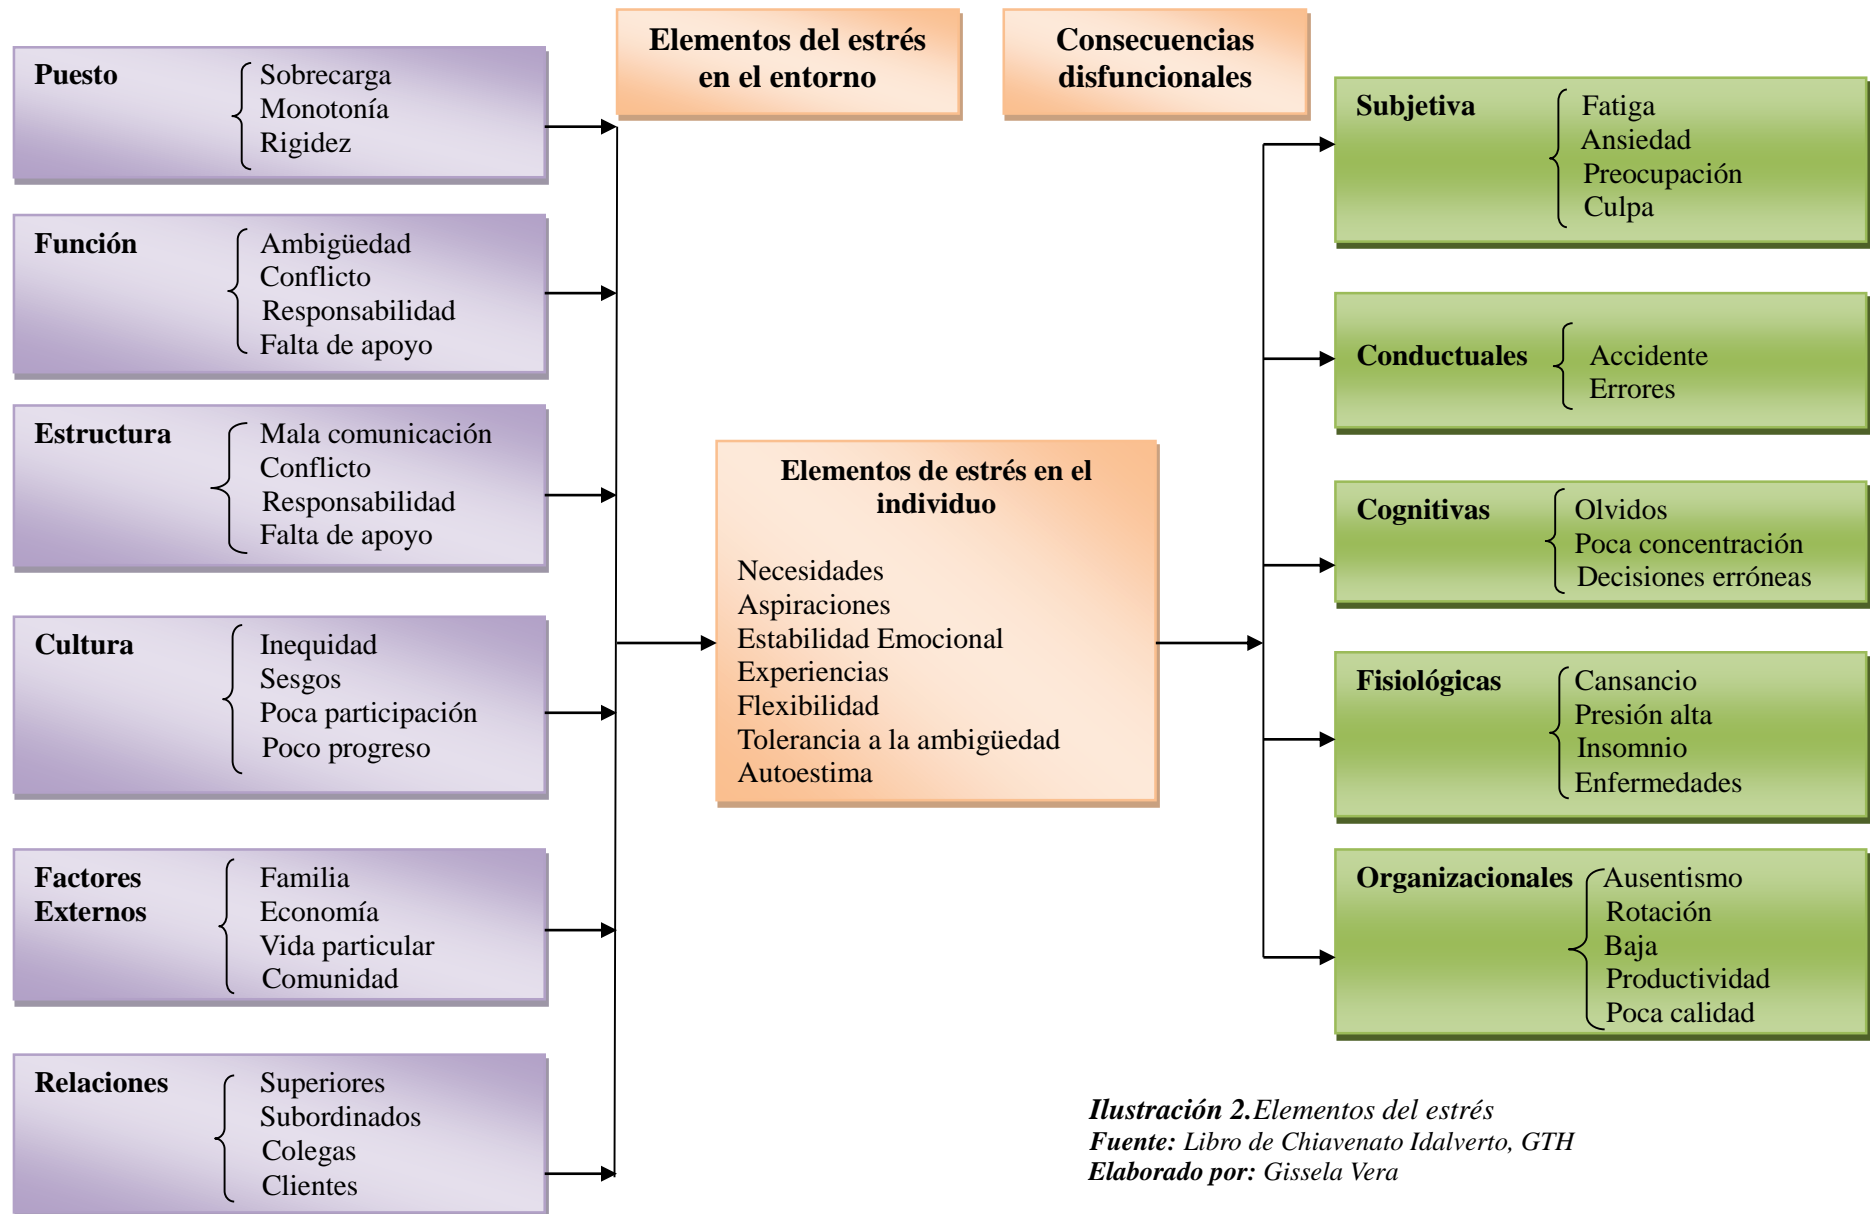 Elementos del estrés
en el entorno
Consecuencias
disfuncionales
Puesto
Sobrecarga
Monotonía
Rigidez
Función
Ambigüedad
Conflicto
Responsabilidad
Falta de apoyo
Estructura
Mala comunicación
Conflicto
Responsabilidad
Falta de apoyo
Cultura
Inequidad
Sesgos
Poca participación
Poco progreso
Factores
Externos
Familia
Economía
Vida particular
Comunidad
Relaciones
Superiores
Subordinados
Colegas
Clientes
Elementos de estrés en el
individuo
Necesidades
Aspiraciones
Estabilidad Emocional
Experiencias
Flexibilidad
Tolerancia a la ambigüedad
Autoestima
Subjetiva
Fatiga
Ansiedad
Preocupación
Culpa
Conductuales
Accidente
Errores
Cognitivas
Olvidos
Poca concentración
Decisiones erróneas
Fisiológicas
Cansancio
Presión alta
Insomnio
Enfermedades
Organizacionales
Ausentismo
Rotación
Baja
Productividad
Poca calidad
Ilustración 2.Elementos del estrés
Fuente: Libro de Chiavenato Idalverto, GTH
Elaborado por: Gissela Vera